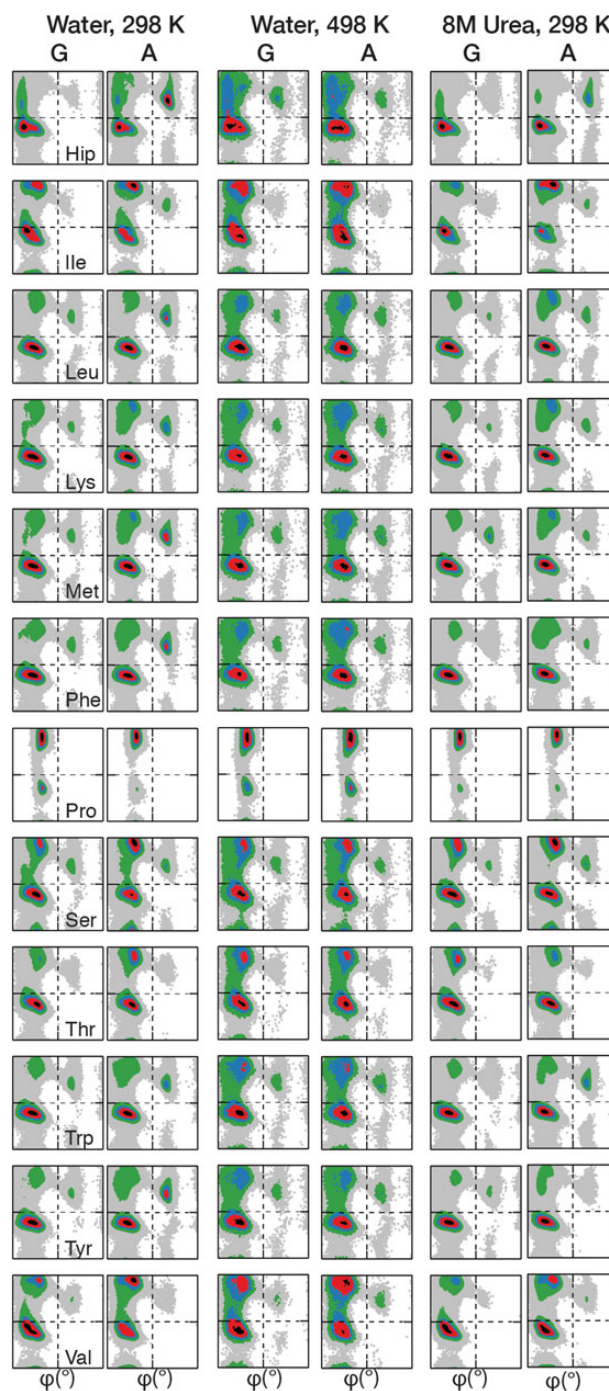 Water, 298 K Water, 498 K 8M Urea, 298 K
G A G A G A
Hip
Ile
Leu
Lys
Met
Phe
Pro
Ser
Thr
Trp
Tyr
Val
φ(°) φ(°) φ(°) φ(°) φ(°) φ(°)